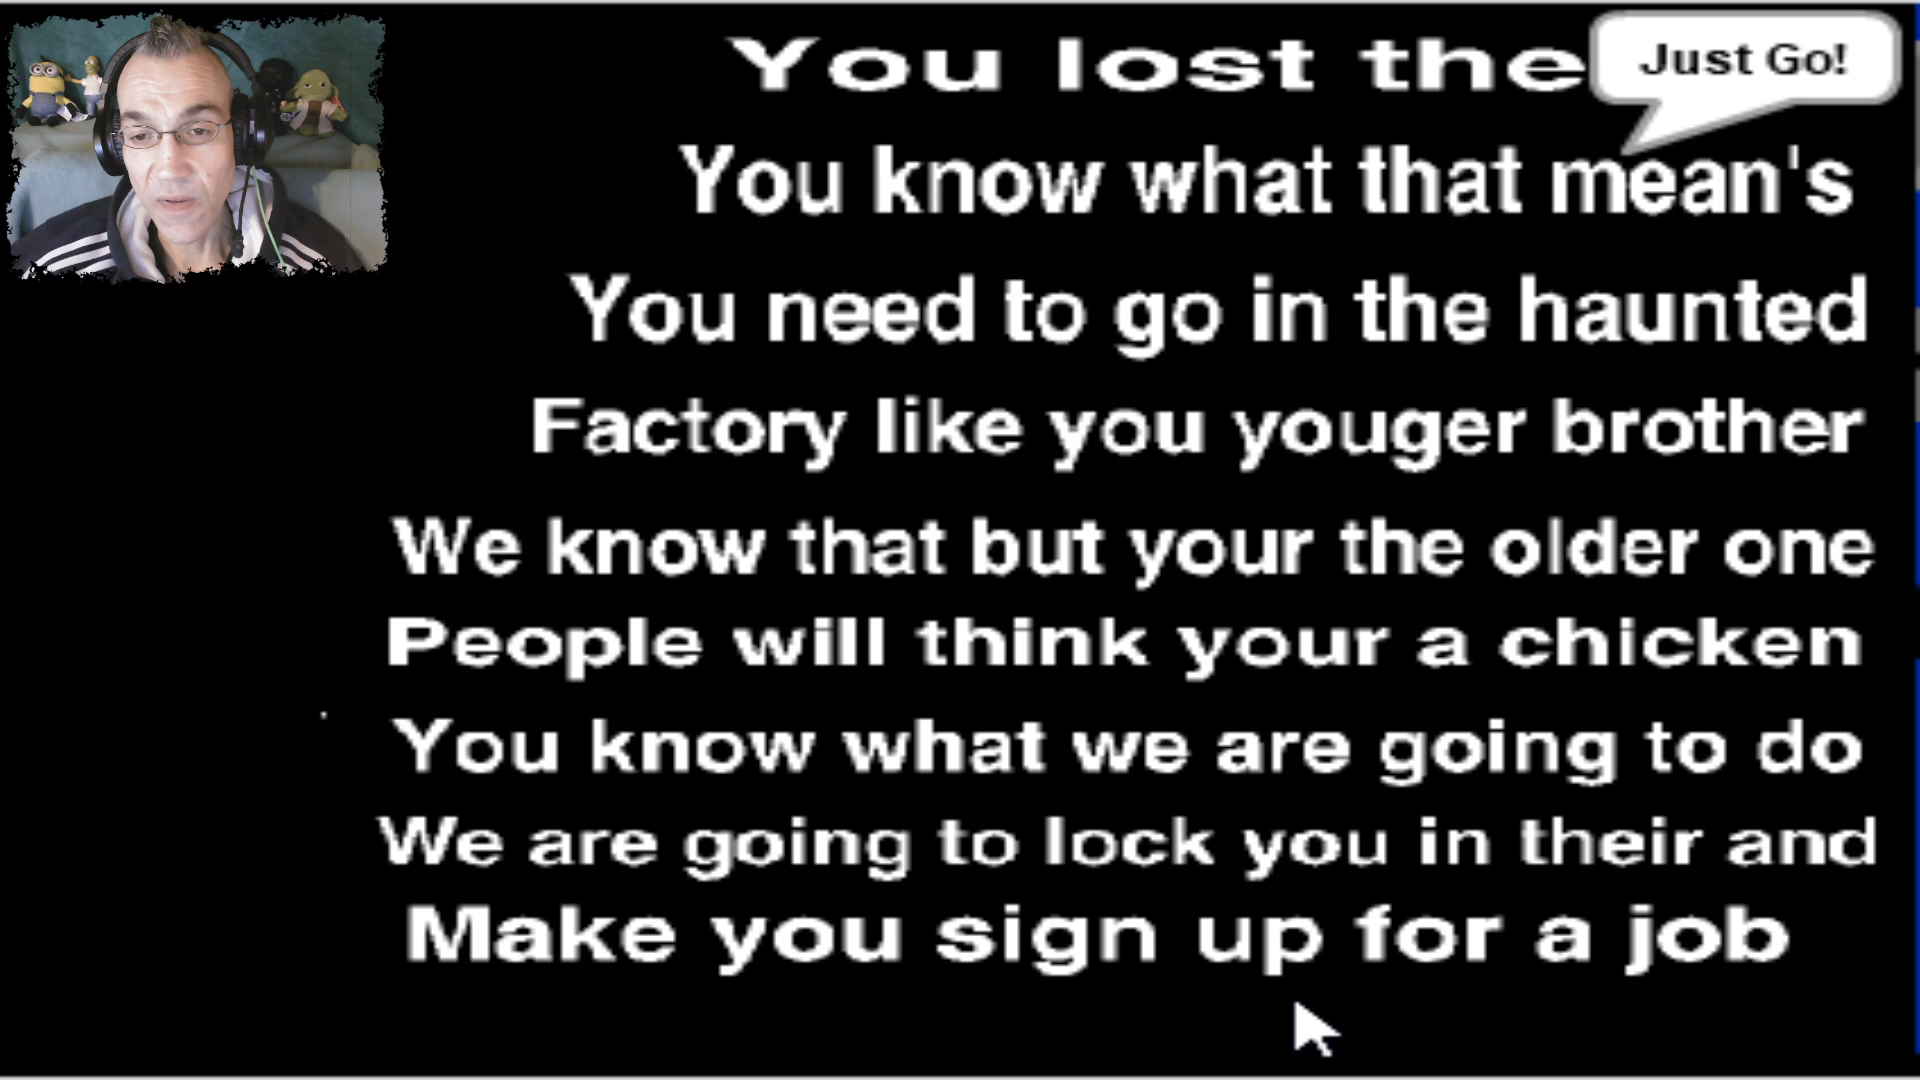 You lost the
Just Go!
You know what that mean's
You need to go in the haunted
Factory like you youger brother
We know that but your the older one
People will think your a chicken
You know what we are going to do
We are going to lock you in their and
Make you sign up for a job